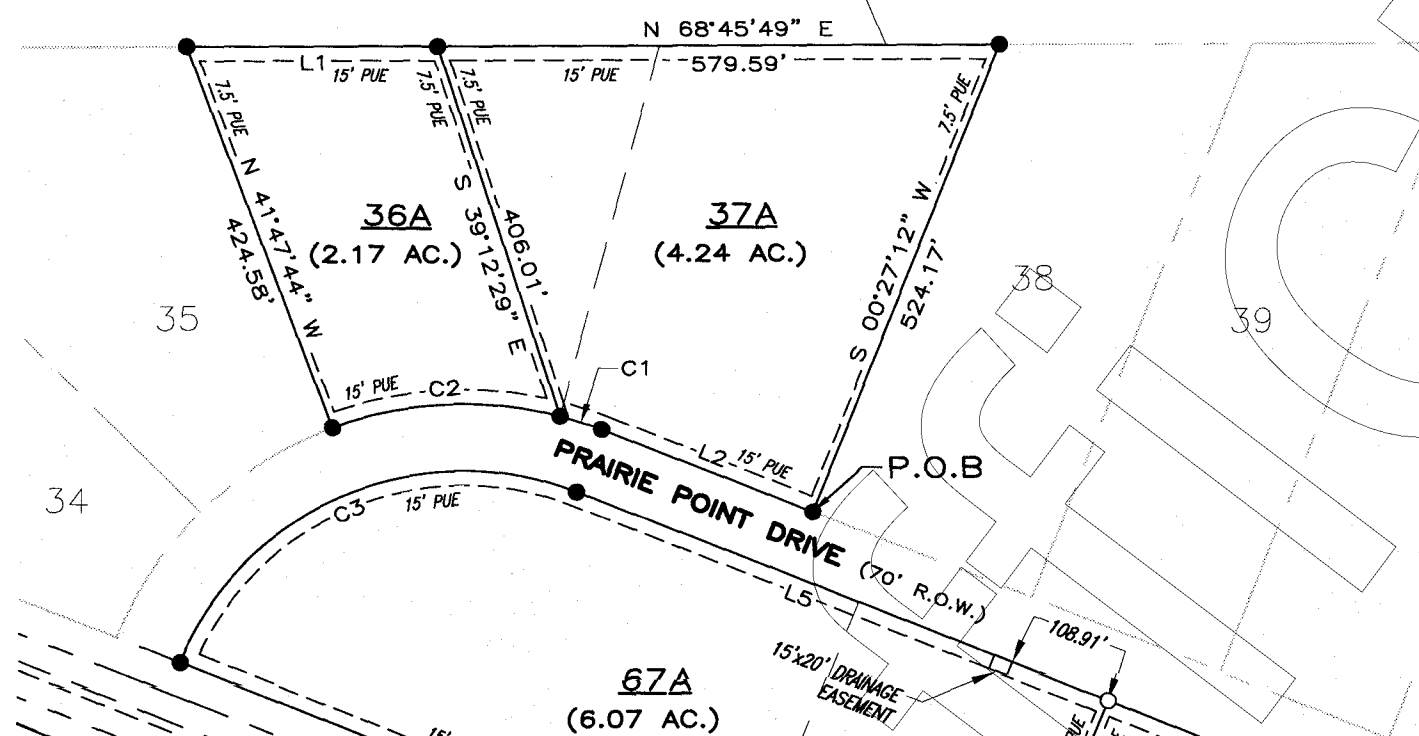 N 68°45'49" E
579.59'
L1
15' PUE
7.5' PUE
7.5' PUE
15' PUE
7.5' PUE
7.5' PUE
N 41°47'44" W
424.58'
36A
(2.17 AC.)
S 39°12'29" E
406.01'
37A
(4.24 AC.)
S 00°27'12" W
524.17'
35
38
39
34
15' PUE
C2
C1
L2
15' PUE
P.O.B
PRAIRIE POINT DRIVE
(70' R.O.W.)
C3
15' PUE
L5
108.91'
15'x20' DRAINAGE
EASEMENT
67A
(6.07 AC.)
15'
PUE